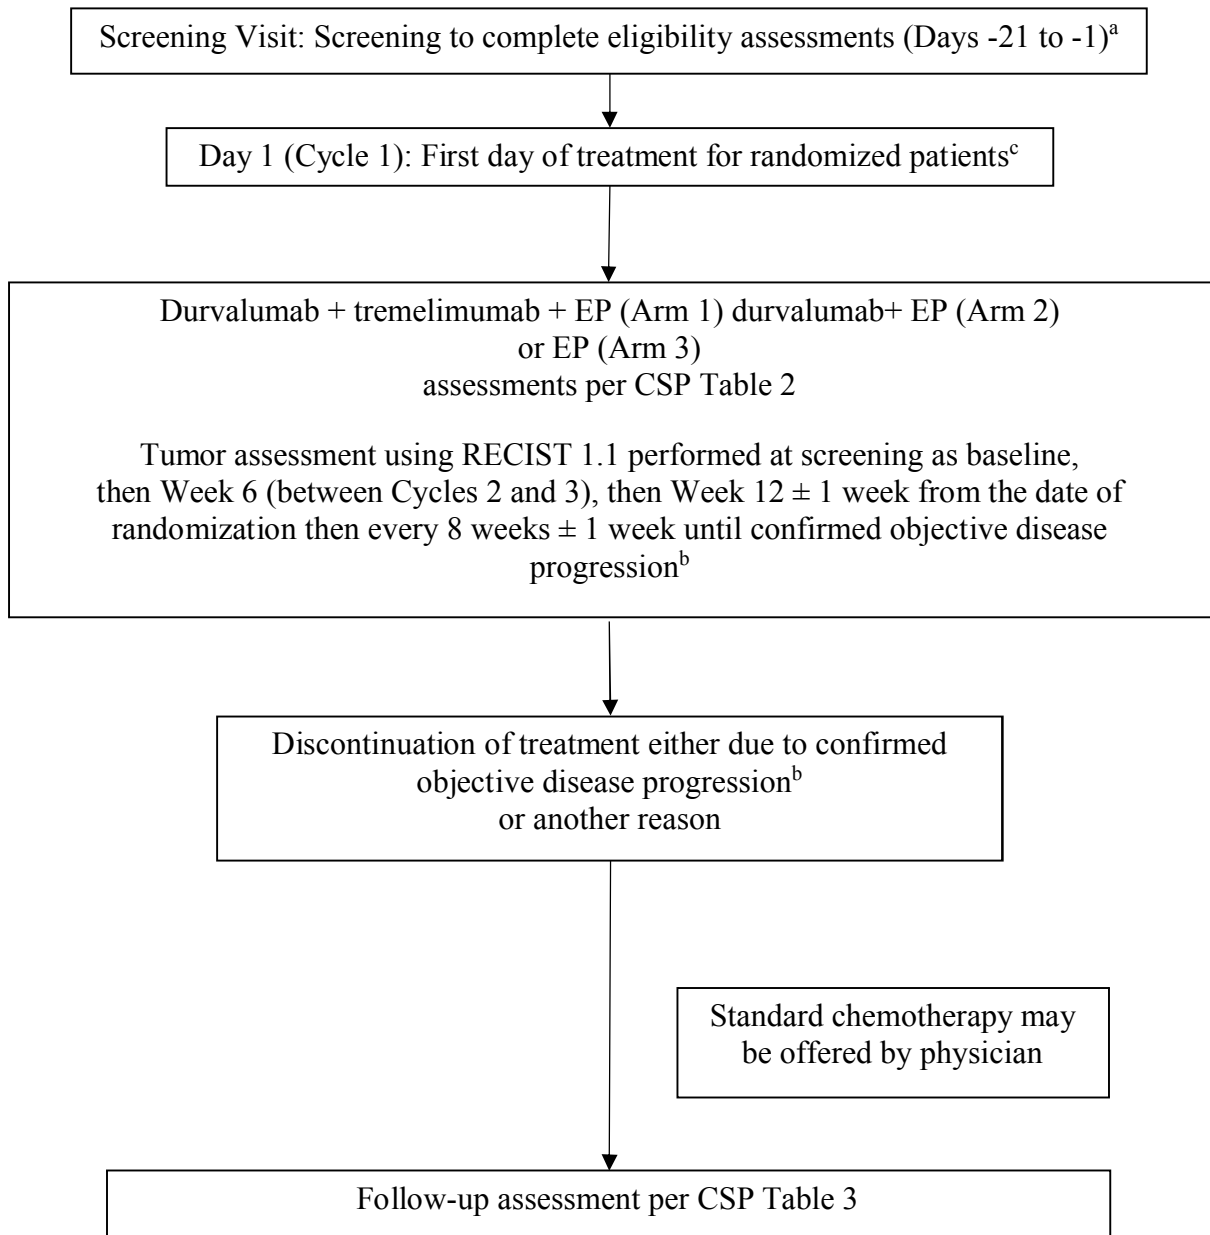 Screening Visit: Screening to complete eligibility assessments (Days -21 to -1)a
Day 1 (Cycle 1): First day of treatment for randomized patientsc
Durvalumab + tremelimumab + EP (Arm 1) durvalumab+ EP (Arm 2)
or EP (Arm 3)
assessments per CSP Table 2
Tumor assessment using RECIST 1.1 performed at screening as baseline,
then Week 6 (between Cycles 2 and 3), then Week 12 ± 1 week from the date of
randomization then every 8 weeks ± 1 week until confirmed objective disease
progressionb
Discontinuation of treatment either due to confirmed
objective disease progressionb
or another reason
Standard chemotherapy may
be offered by physician
Follow-up assessment per CSP Table 3